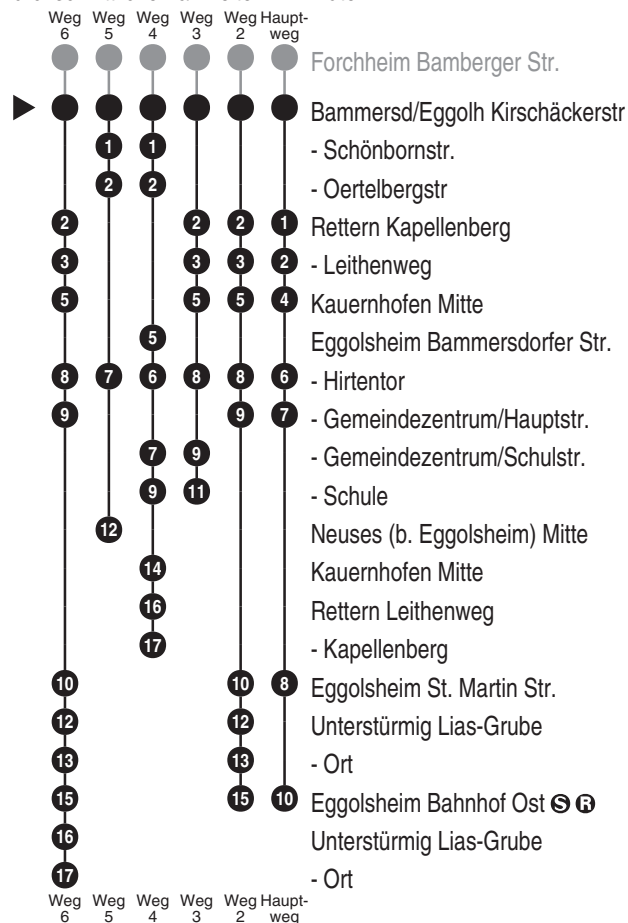 Weg Weg Weg Weg Weg Haupt-
6 5 4 3 2 weg
Forchheim Bamberger Str.
Bammersd/Eggolh Kirschäckerstr
1 1 - Schönbornstr.
2 2 - Oertelbergstr
2 2 2 1 Rettern Kapellenberg
3 3 3 2 - Leithenweg
5 5 5 4 Kauernhofen Mitte
5 Eggolsheim Bammersdorfer Str.
8 7 6 8 8 6 - Hirtentor
9 9 7 - Gemeindezentrum/Hauptstr.
7 9 - Gemeindezentrum/Schulstr.
9 11 - Schule
12 Neuses (b. Eggolsheim) Mitte
14 Kauernhofen Mitte
16 Rettern Leithenweg
17 - Kapellenberg
10 10 8 Eggolsheim St. Martin Str.
12 12 Unterstürmig Lias-Grube
13 13 - Ort
15 15 10 Eggolsheim Bahnhof Ost S R
16 Unterstürmig Lias-Grube
17 - Ort
Weg Weg Weg Weg Weg Haupt-
6 5 4 3 2 weg